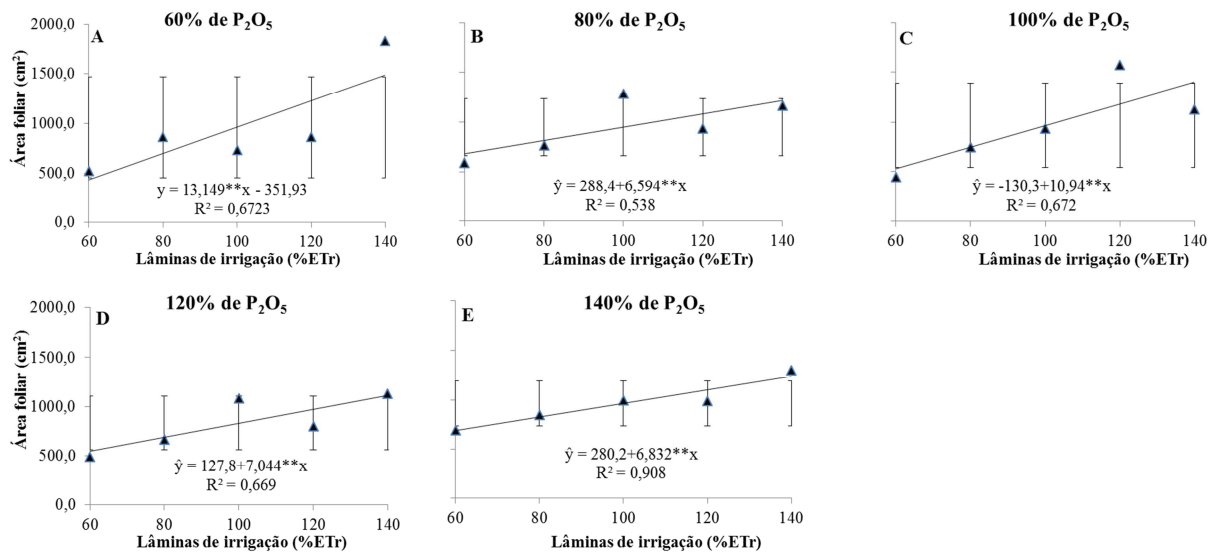 60% de P₂O₅
A
Área foliar (cm²)
2000,0
1500,0
1000,0
500,0
0,0
y = 13,149**x - 351,93
R² = 0,6723
60 80 100 120 140
Lâminas de irrigação (%ETr)
80% de P₂O₅
B
ŷ = 288,4+6,594**x
R² = 0,538
60 80 100 120 140
Lâminas de irrigação (%ETr)
100% de P₂O₅
C
ŷ = -130,3+10,94**x
R² = 0,672
60 80 100 120 140
Lâminas de irrigação (%ETr)
120% de P₂O₅
D
Área foliar (cm²)
2000,0
1500,0
1000,0
500,0
0,0
ŷ = 127,8+7,044**x
R² = 0,669
60 80 100 120 140
Lâminas de irrigação (%ETr)
140% de P₂O₅
E
ŷ = 280,2+6,832**x
R² = 0,908
60 80 100 120 140
Lâminas de irrigação (%ETr)